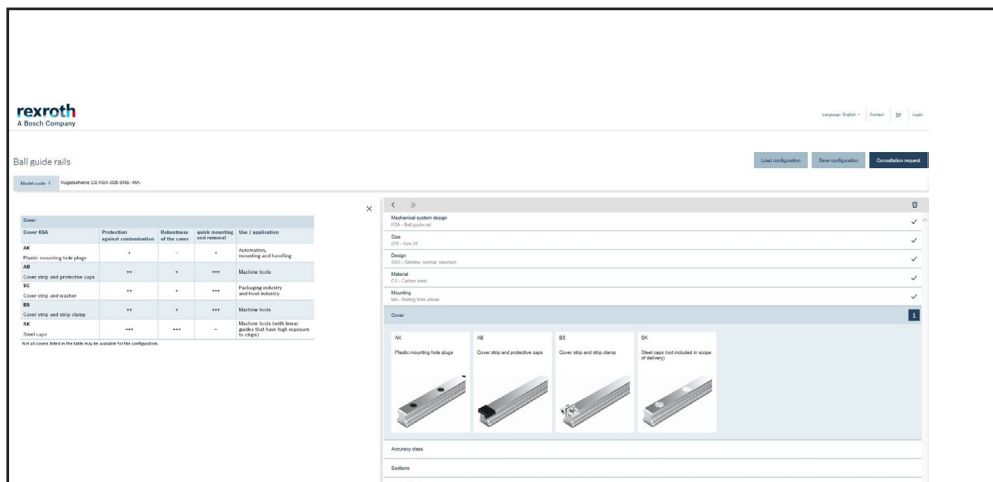 rexroth
A Bosch Company
Language: English
Contact
Login
Ball guide rails
Load configuration
Save configuration
Consultation request
Model code
Kugelschiene CS KSA-025-SNS- MA-
Cover
Cover KSA
Protection
against contamination
Robustness
of the cover
quick mounting
and removal
Use / application
AK
Plastic mounting hole plugs
+
–
+
Automation,
mounting and handling
AB
Cover strip and protective caps
++
+
+++
Machine tools
SC
Cover strip and washer
++
+
+++
Packaging industry
and food industry
BS
Cover strip and strip clamp
++
+
+++
Machine tools
SK
Steel caps
+++
+++
–
Machine tools (with linear
guides that have high exposure
to chips)
Not all covers listed in the table may be available for the configuration.
Mechanical system design
KSA - Ball guide rail
Size
025 - Size 25
Design
SNS - Slimline, normal, standard
Material
CS - Carbon steel
Mounting
MA - Bolting from above
Cover
AK
Plastic mounting hole plugs
AB
Cover strip and protective caps
BS
Cover strip and strip clamp
SK
Steel caps (not included in scope
of delivery)
Accuracy class
Sections